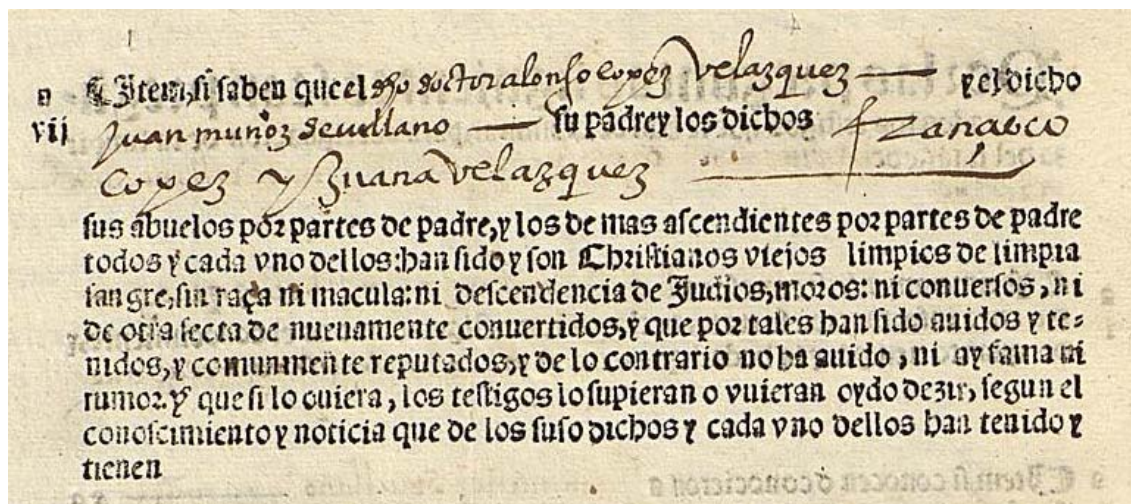 ¶ Item, si saben que el dho doctor alonso lopez velazquez y el dicho
vij Juan muñoz sevillano su padre y los dichos franco
lopez y Juana velazquez
sus abuelos por partes de padre, y los de mas ascendientes por partes de padre
todos y cada vno dellos: han sido y son Christianos viejos limpios de limpia
sangre, sin raça ni macula: ni descendencia de Judios, moros: ni conuersos, ni
de otra secta de nueuamente conuertidos, y que por tales han sido auidos y te-
nidos, y comunmente reputados, y de lo contrario no ha auido, ni ay fama ni
rumor. y que si lo ouiera, los testigos lo supieran o vuieran oydo dezir, segun el
conoscimiento y noticia que de los suso dichos y cada vno dellos han tenido y
tienen